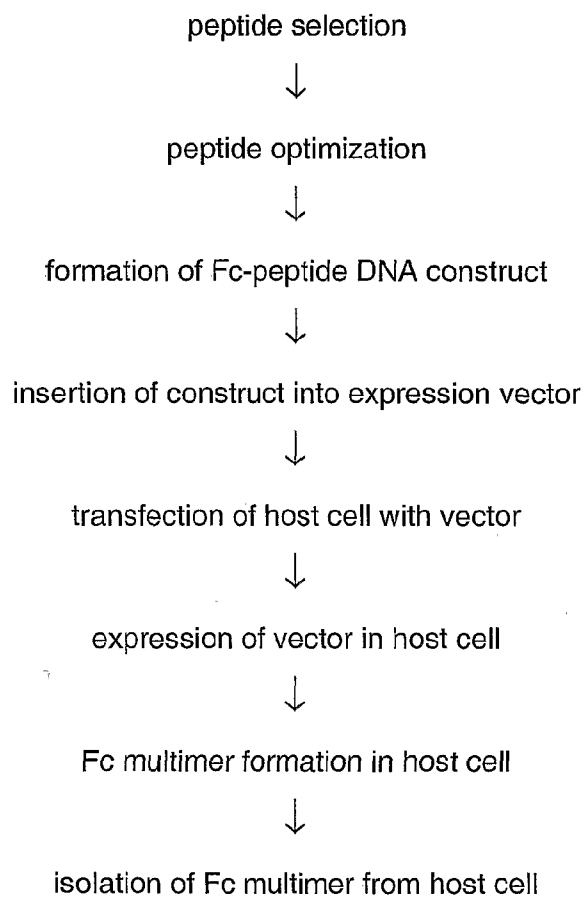 peptide selection
↓
peptide optimization
↓
formation of Fc-peptide DNA construct
↓
insertion of construct into expression vector
↓
transfection of host cell with vector
↓
expression of vector in host cell
↓
Fc multimer formation in host cell
↓
isolation of Fc multimer from host cell